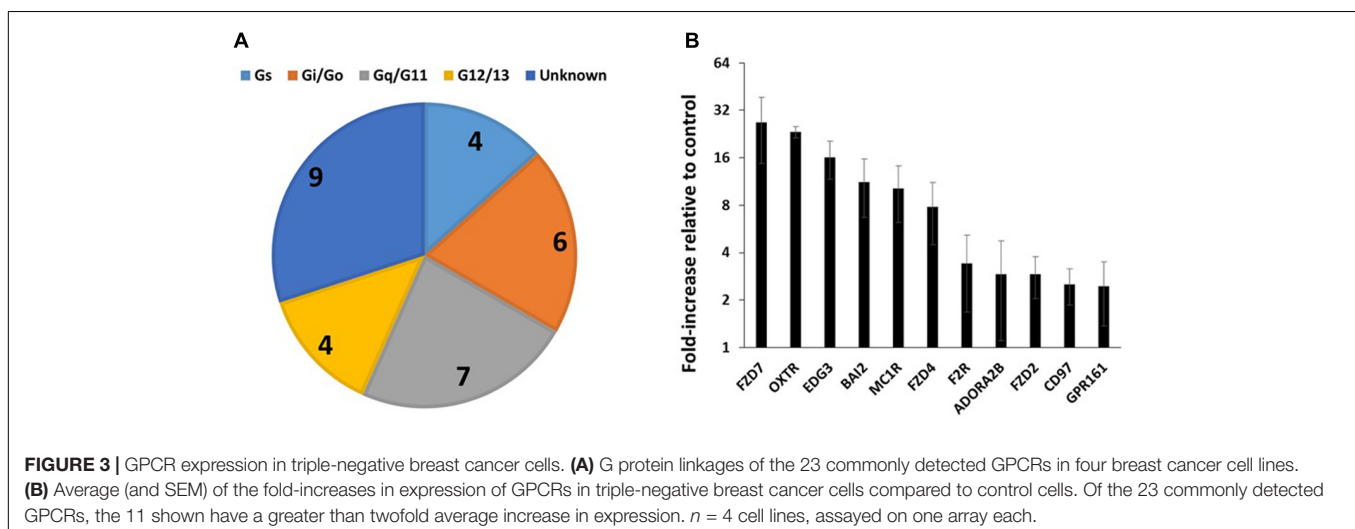 A
Gs Gi/Go Gq/G11 G12/13 Unknown
4
6
7
4
9
B
Fold-increase relative to control
64
32
16
8
4
2
1
FZD7 OXTR EDG3 BAI2 MC1R FZD4 F2R ADORA2B FZD2 CD97 GPR161
FIGURE 3 | GPCR expression in triple-negative breast cancer cells. (A) G protein linkages of the 23 commonly detected GPCRs in four breast cancer cell lines.
(B) Average (and SEM) of the fold-increases in expression of GPCRs in triple-negative breast cancer cells compared to control cells. Of the 23 commonly detected
GPCRs, the 11 shown have a greater than twofold average increase in expression. n = 4 cell lines, assayed on one array each.